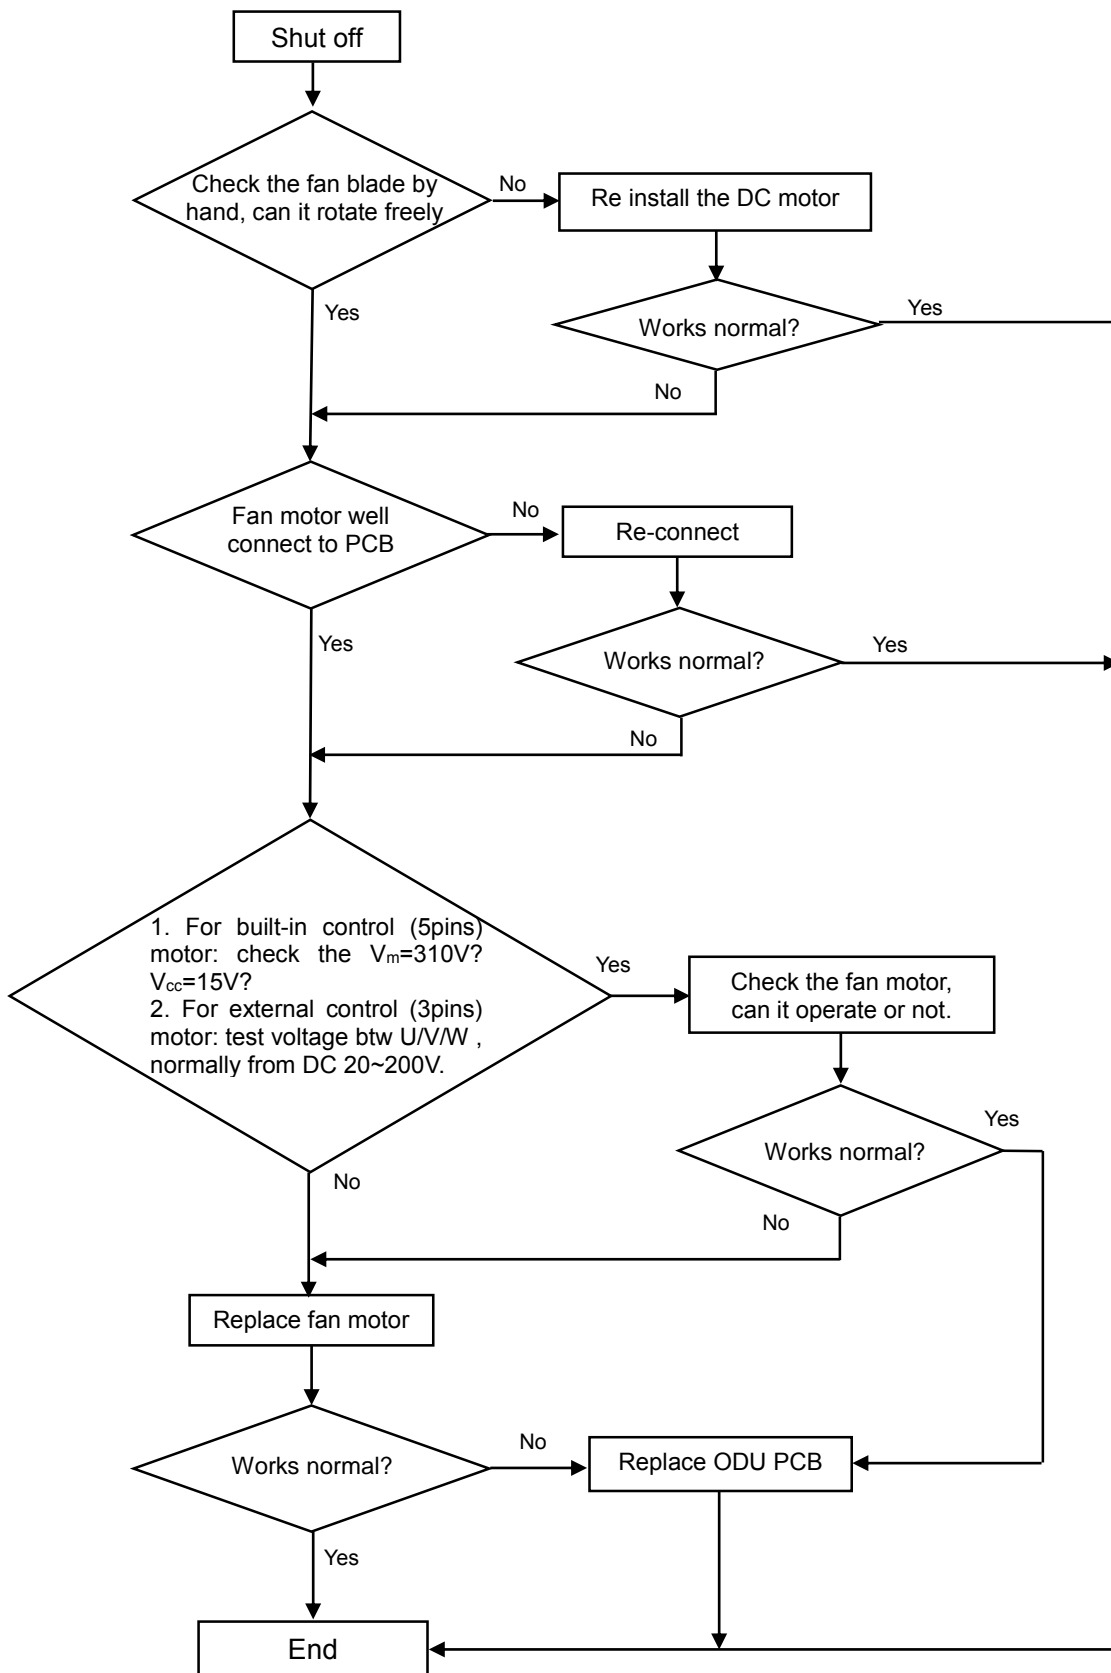 Shut off
Check the fan blade by
hand, can it rotate freely
No
Re install the DC motor
Yes
Works normal?
Yes
No
Fan motor well
connect to PCB
No
Re-connect
Yes
Works normal?
Yes
No
1. For built-in control (5pins)
motor: check the Vm=310V?
Vcc=15V?
2. For external control (3pins)
motor: test voltage btw U/V/W ,
normally from DC 20~200V.
Yes
Check the fan motor,
can it operate or not.
Works normal?
Yes
No
No
Replace fan motor
Works normal?
No
Replace ODU PCB
Yes
End